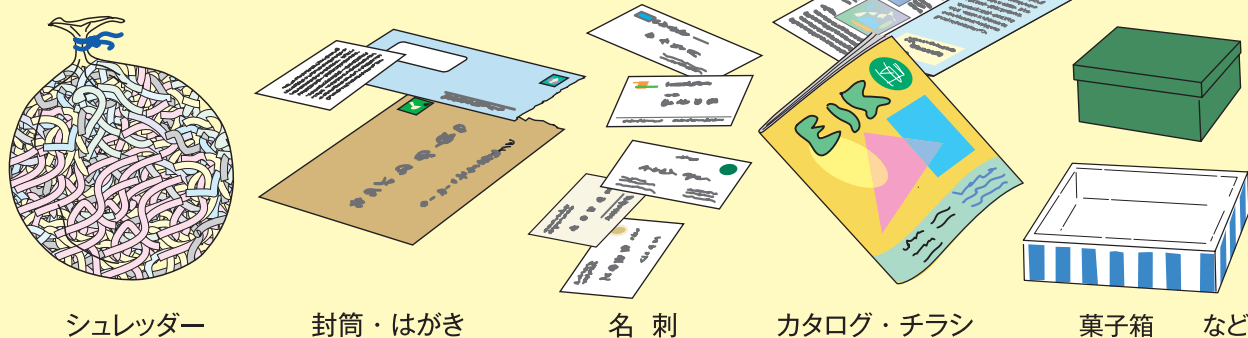 EIK
シュレッダー
封筒・はがき
名 刺
カタログ・チラシ
菓子箱 など